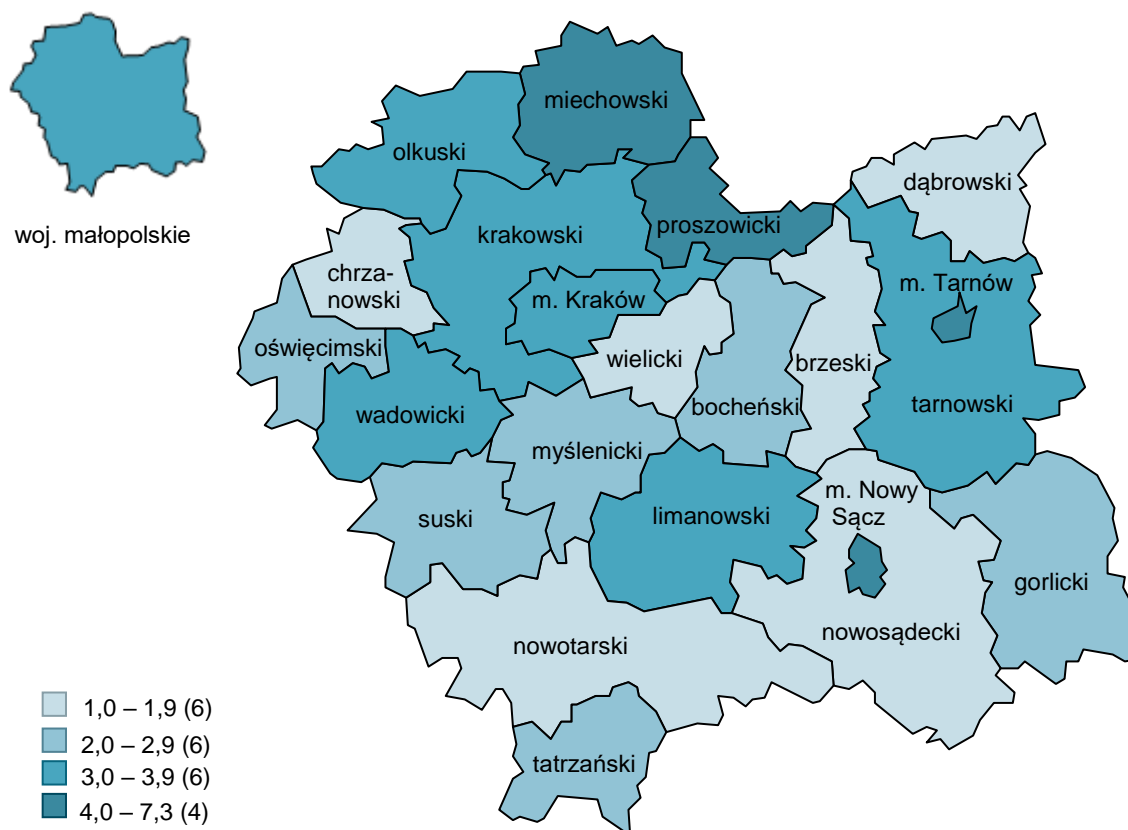 miechowski
olkuski
dąbrowski
woj. małopolskie
krakowski
proszowicki
chrza-
nowski
m. Kraków
m. Tarnów
oświęcimski
wielicki
brzeski
wadowicki
bocheński
tarnowski
myślenicki
m. Nowy
Sącz
suski
limanowski
gorlicki
nowotarski
nowosądecki
tatrzański
1,0 – 1,9 (6)
2,0 – 2,9 (6)
3,0 – 3,9 (6)
4,0 – 7,3 (4)